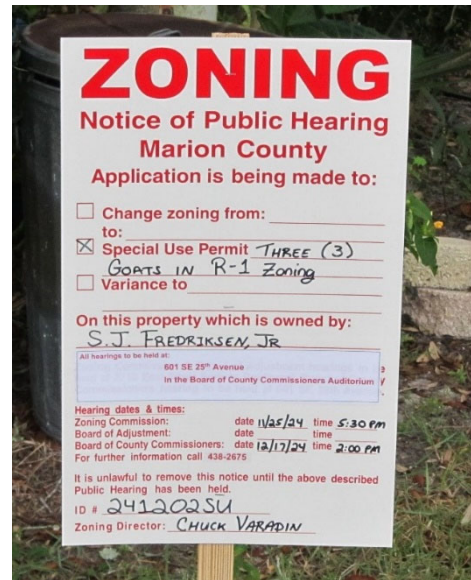 ZONING
Notice of Public Hearing
Marion County
Application is being made to:
Change zoning from:
to:
Special Use Permit THREE (3)
GOATS IN R-1 Zoning
Variance to
On this property which is owned by:
S.J. FREDRIKSEN, JR
All hearings to be held at:
601 SE 25th Avenue
In the Board of County Commissioners Auditorium
Hearing dates & times:
Zoning Commission: date 11/25/24 time 5:30 PM
Board of Adjustment: date time
Board of County Commissioners: date 12/17/24 time 2:00 PM
For further information call 438-2675
It is unlawful to remove this notice until the above described
Public Hearing has been held.
ID # 241202SU
Zoning Director: CHUCK VARADIN